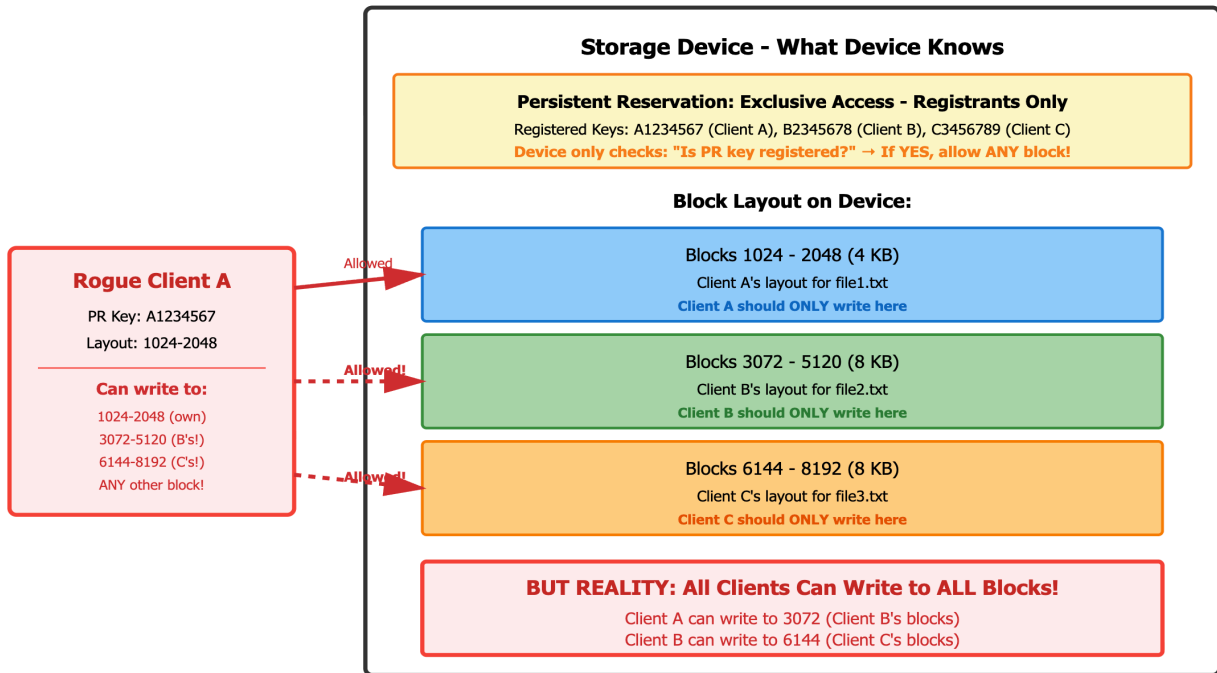 Storage Device - What Device Knows
Persistent Reservation: Exclusive Access - Registrants Only
Registered Keys: A1234567 (Client A), B2345678 (Client B), C3456789 (Client C)
Device only checks: "Is PR key registered?" → If YES, allow ANY block!
Block Layout on Device:
Rogue Client A
PR Key: A1234567
Layout: 1024-2048
Can write to:
1024-2048 (own)
3072-5120 (B's!)
6144-8192 (C's!)
ANY other block!
Allowed
Blocks 1024 - 2048 (4 KB)
Client A's layout for file1.txt
Client A should ONLY write here
Allowed!
Blocks 3072 - 5120 (8 KB)
Client B's layout for file2.txt
Client B should ONLY write here
Allowed!
Blocks 6144 - 8192 (8 KB)
Client C's layout for file3.txt
Client C should ONLY write here
BUT REALITY: All Clients Can Write to ALL Blocks!
Client A can write to 3072 (Client B's blocks)
Client B can write to 6144 (Client C's blocks)